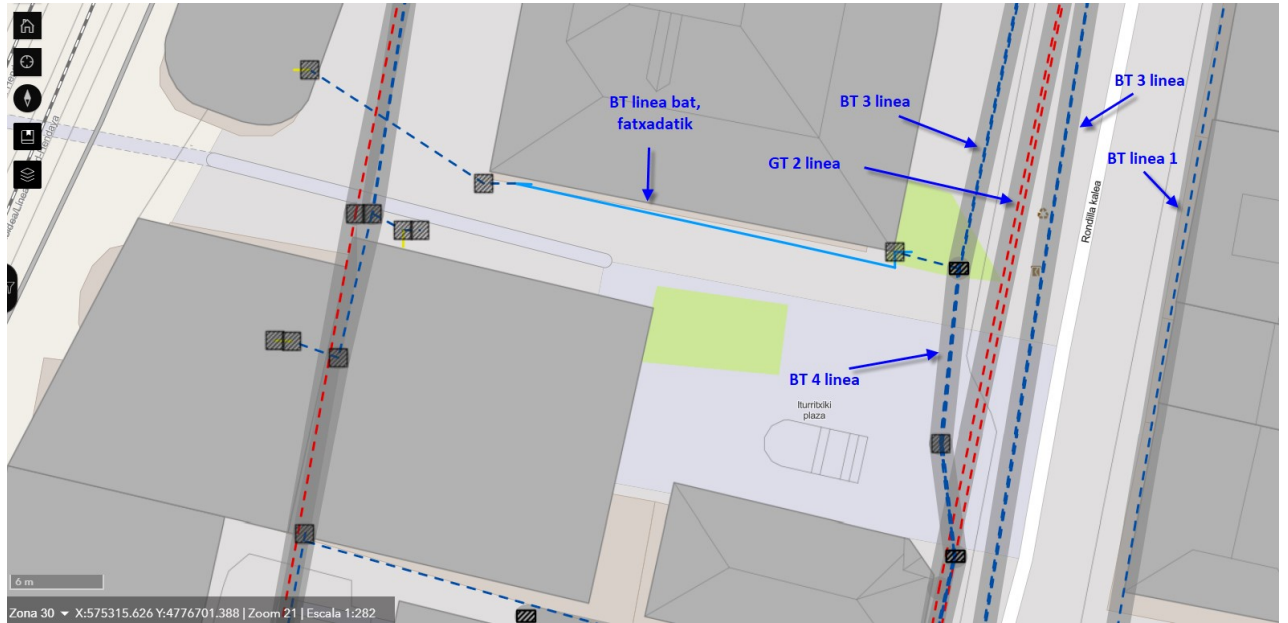 BT 3 linea
BT linea bat,
fatxadatik
BT 3 linea
GT 2 linea
BT linea 1
Rondilla kalea
BT 4 linea
Iturritxiki
plaza
6 m
Zona 30 X:575315.626 Y:4776701.388 | Zoom 21 | Escala 1:282